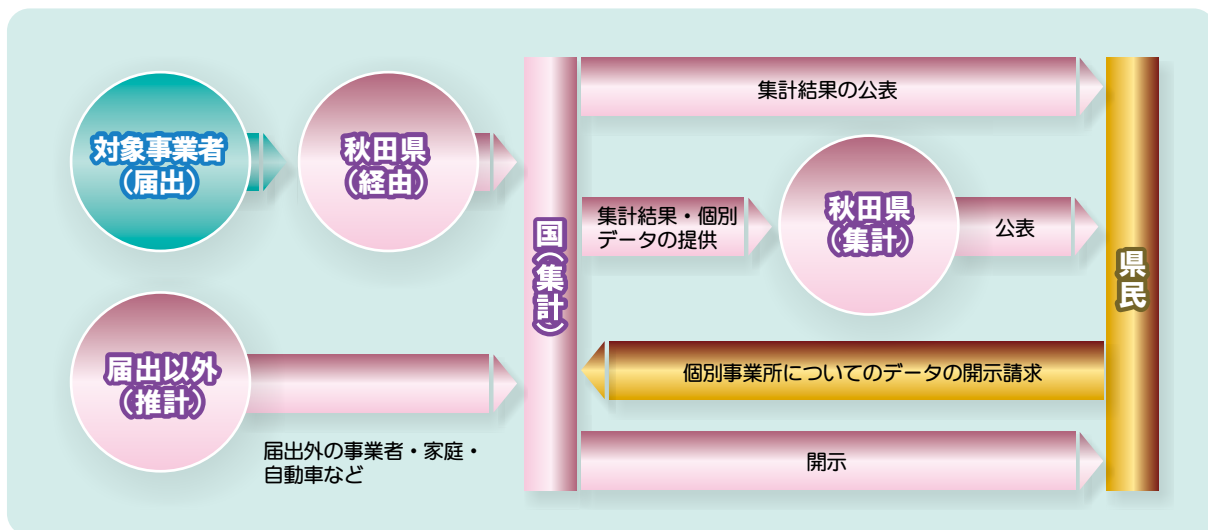 対象事業者
（届出）
秋田県
（経由）
届出以外
（推計）
届出外の事業者・家庭・
自動車など
国（集計）
集計結果の公表
集計結果・個別
データの提供
秋田県
（集計）
公表
個別事業所についてのデータの開示請求
開示
県民